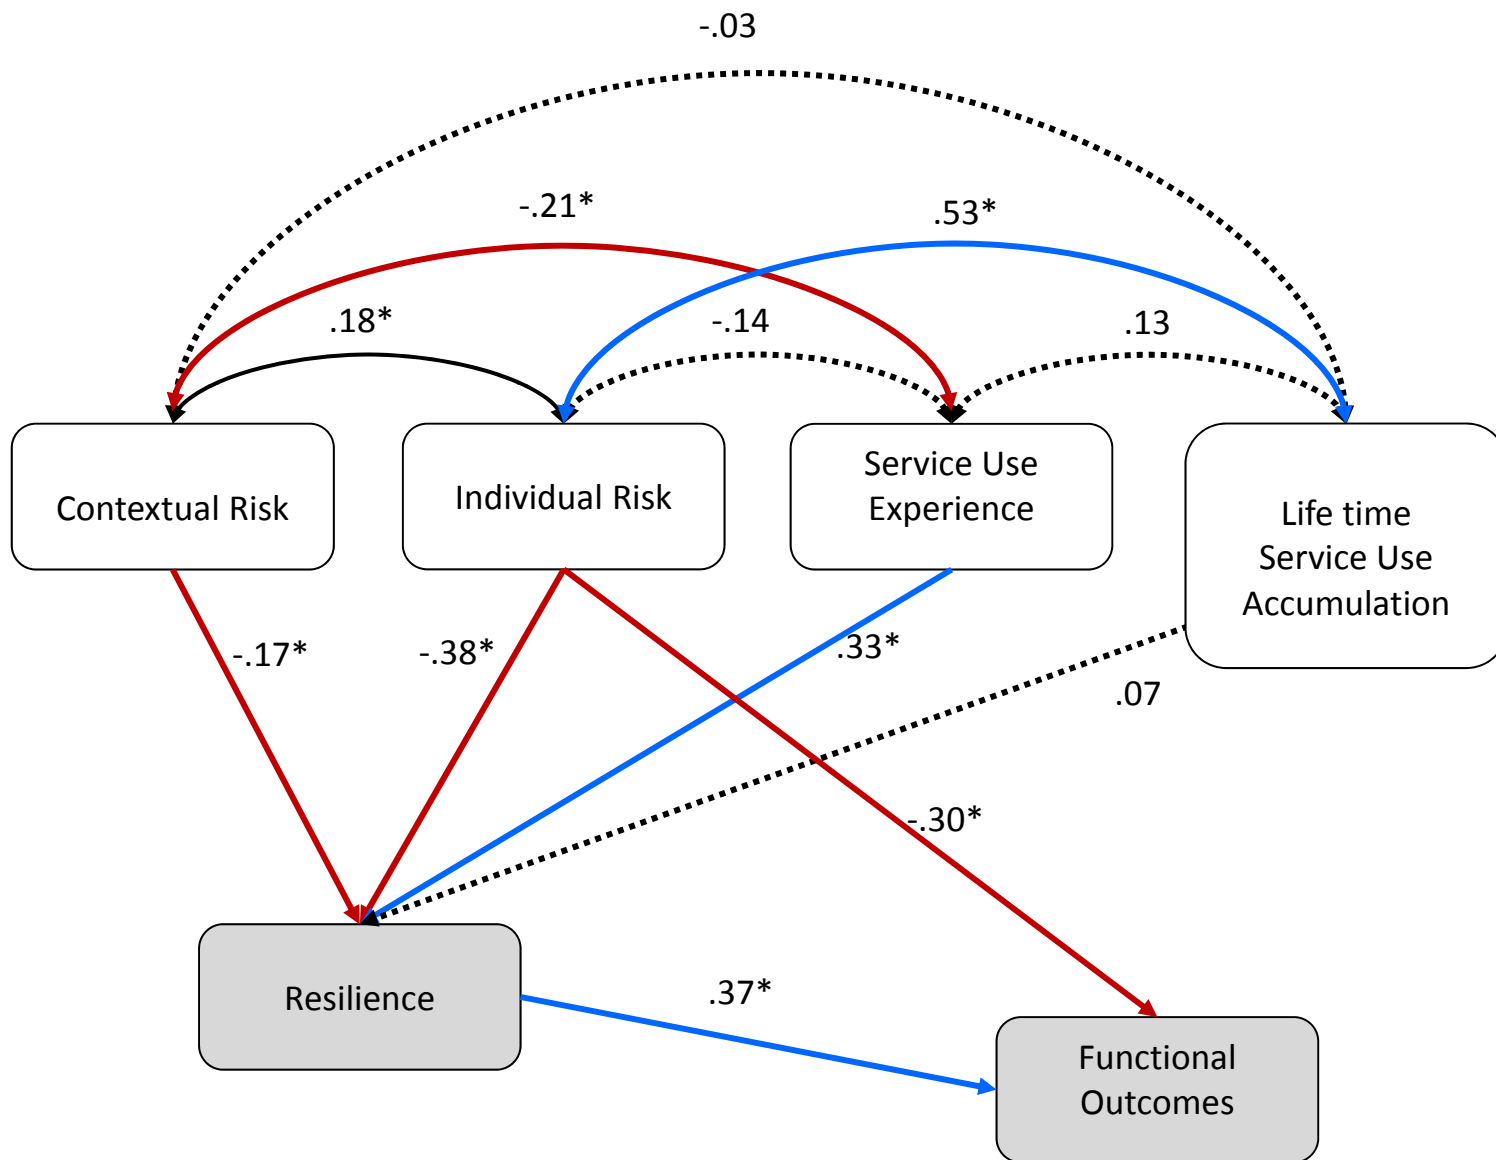 -.03
-.21*
.53*
.18*
-.14
.13
Contextual Risk
Individual Risk
Service Use
Experience
Life time
Service Use
Accumulation
-.17*
-.38*
.33*
.07
-.30*
Resilience
.37*
Functional
Outcomes